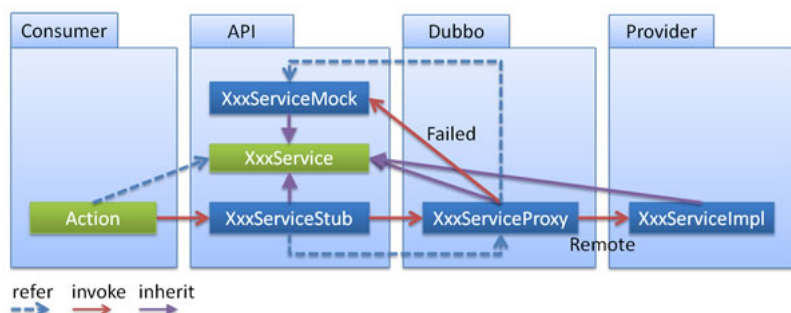 Consumer API Dubbo Provider
XxxServiceMock
Failed
XxxService
Action XxxServiceStub XxxServiceProxy XxxServiceImpl
Remote
refer invoke inherit